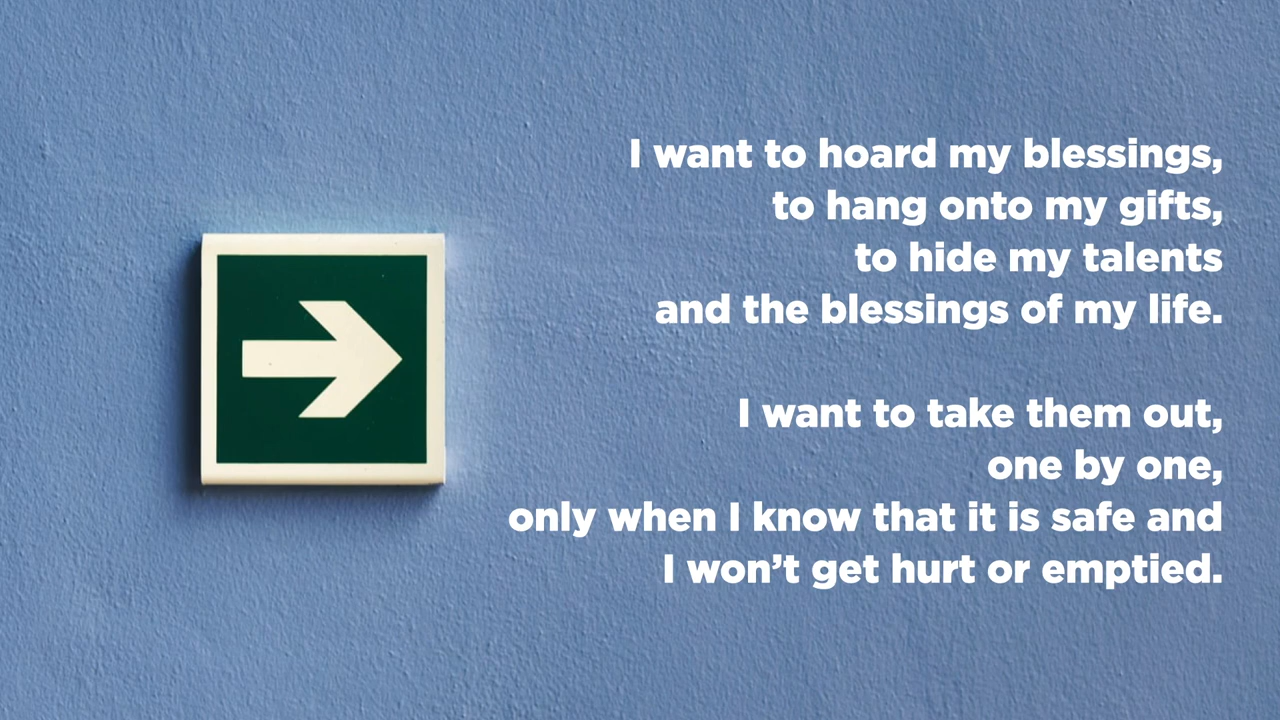 I want to hoard my blessings,
to hang onto my gifts,
to hide my talents
and the blessings of my life.
I want to take them out,
one by one,
only when I know that it is safe and
I won’t get hurt or emptied.